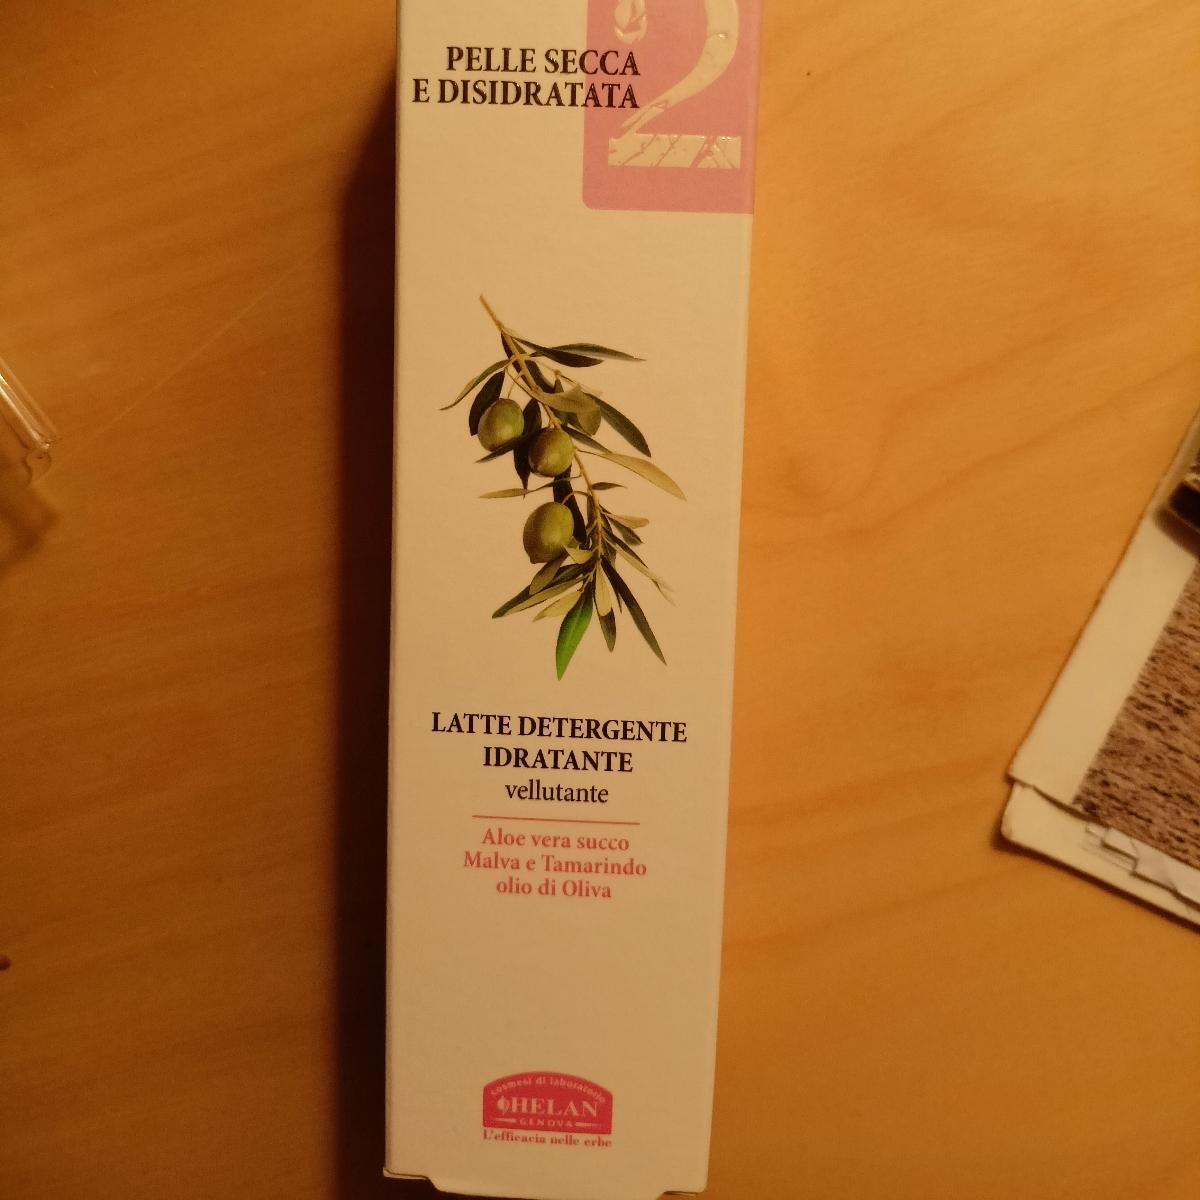 2
PELLE SECCA
E DISIDRATATA
LATTE DETERGENTE
IDRATANTE
vellutante
Aloe vera succo
Malva e Tamarindo
olio di Oliva
cosmesi di laboratorio
HELAN
GENOVA
L'efficacia nelle erbe